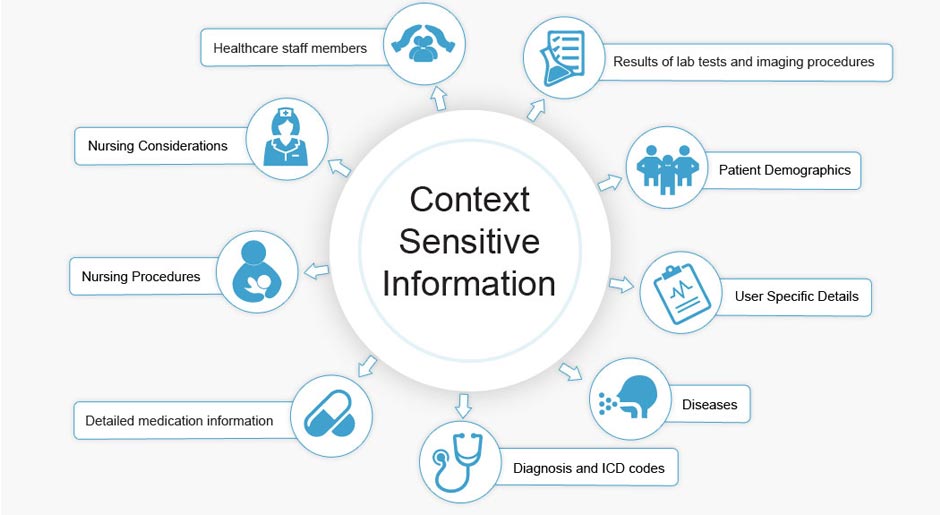 Context
Sensitive
Information
Healthcare staff members
Results of lab tests and imaging procedures
Nursing Considerations
Patient Demographics
Nursing Procedures
User Specific Details
Detailed medication information
Diseases
Diagnosis and ICD codes